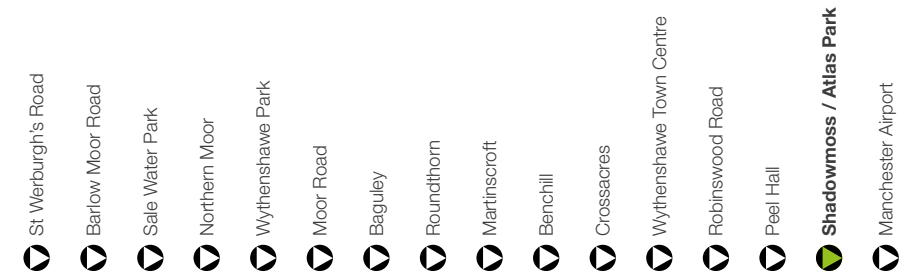 St Werburgh's Road
Barlow Moor Road
Sale Water Park
Northern Moor
Wythenshawe Park
Moor Road
Baguley
Roundthorn
Martinscroft
Benchill
Crossacres
Wythenshawe Town Centre
Robinswood Road
Peel Hall
Shadowmoss / Atlas Park
Manchester Airport